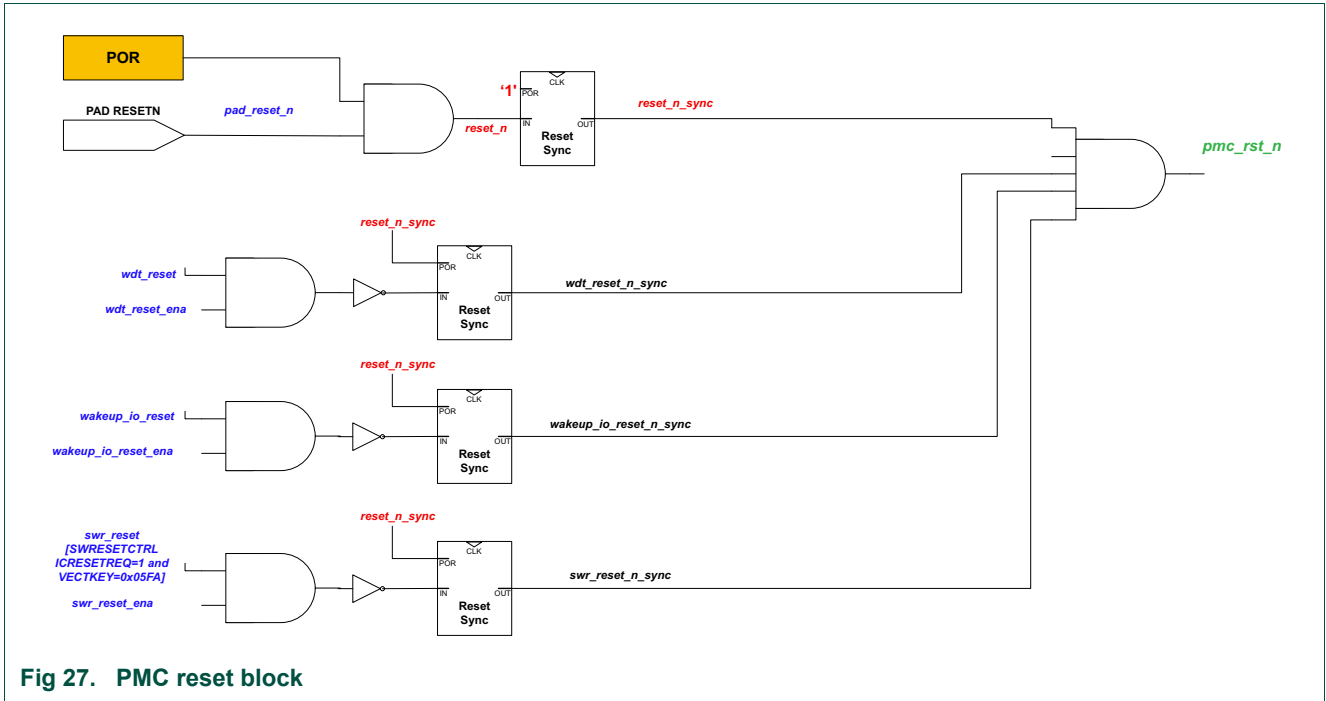 POR
PAD RESETN
pad_reset_n
reset_n
'1'
CLK
POR
IN
OUT
Reset
Sync
reset_n_sync
pmc_rst_n
reset_n_sync
wdt_reset
wdt_reset_ena
CLK
POR
IN
OUT
Reset
Sync
wdt_reset_n_sync
reset_n_sync
wakeup_io_reset
wakeup_io_reset_ena
CLK
POR
IN
OUT
Reset
Sync
wakeup_io_reset_n_sync
reset_n_sync
swr_reset
[SWRESETCTRL
ICRESETREQ=1 and
VECTKEY=0x05FA]
swr_reset_ena
CLK
POR
IN
OUT
Reset
Sync
swr_reset_n_sync
Fig 27. PMC reset block